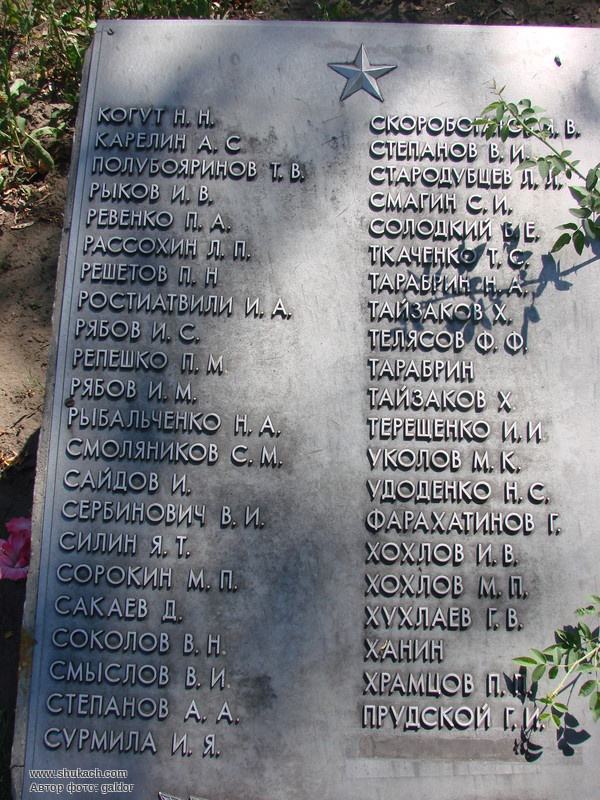 КОГУТ Н. Н.
КАРЕЛИН А. С
ПОЛУБОЯРИНОВ Т. В.
РЫКОВ И. В.
РЕВЕНКО П. А.
РАССОХИН Л. П.
РЕШЕТОВ П. Н
РОСТИАТВИЛИ И. А.
РЯБОВ И. С.
РЕПЕШКО П. М.
РЯБОВ И. М.
РЫБАЛЬЧЕНКО Н. А.
СМОЛЯНИКОВ С. М.
САЙДОВ И.
СЕРБИНОВИЧ В. И.
СИЛИН Я. Т.
СОРОКИН М. П.
САКАЕВ Д.
СОКОЛОВ В. Н.
СМЫСЛОВ В. И.
СТЕПАНОВ А. А.
СУРМИЛА И. Я.
В.
СТЕПАНОВ В. И.
СТАРОДУБЦЕВ
СМАГИН С. И.
СОЛОДКИЙ Е.
ТКАЧЕНКО Т. С.
ТАРАБРИН Н. А.
ТАЙЗАКОВ Х.
ТЕЛЯСОВ Ф. Ф.
ТАРАБРИН
ТАЙЗАКОВ Х
ТЕРЕЩЕНКО И. И
УКОЛОВ М. К.
УДОДЕНКО Н. С.
ФАРАХАТИНОВ Г.
ХОХЛОВ И. В.
ХОХЛОВ М. П.
ХУХЛАЕВ Г. В.
ХАНИН
ХРАМЦОВ П.
ПРУДСКОЙ Г. И.
www.shukach.com
Автор фото: gaklor